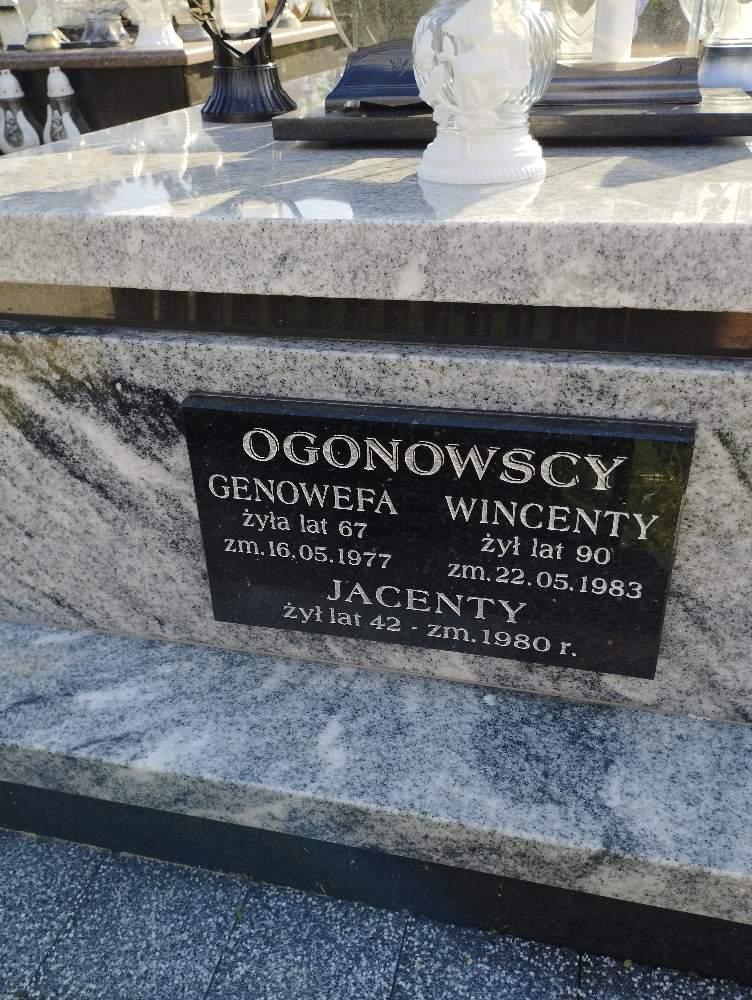 OGONOWSCY
GENOWEFA
żyła lat 67
zm.16.05.1977
WINCENTY
żył lat 90
zm.22.05.1983
JACENTY
żył lat 42 - zm.1980 r.